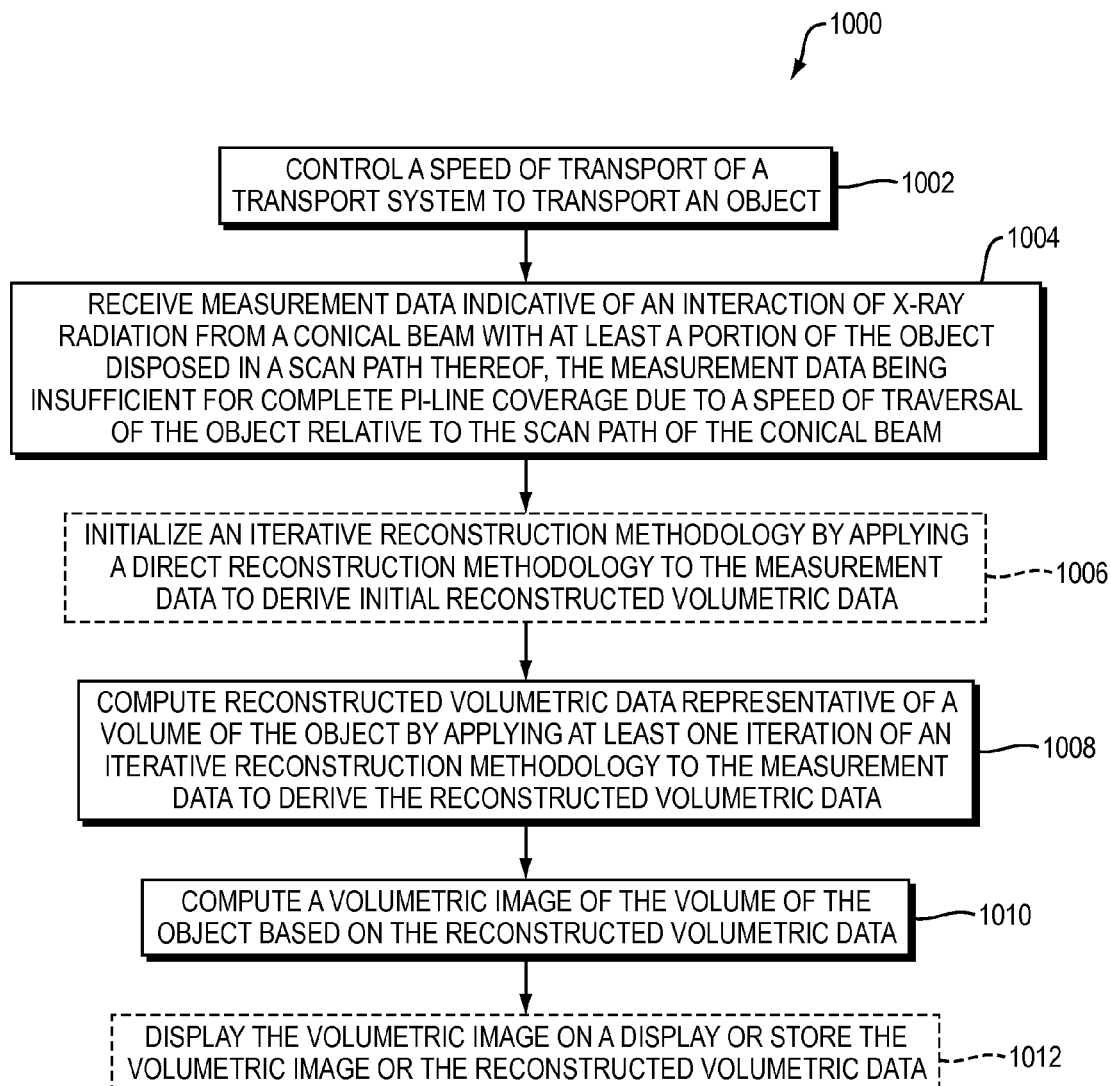 1000
CONTROL A SPEED OF TRANSPORT OF A
TRANSPORT SYSTEM TO TRANSPORT AN OBJECT
1002
1004
RECEIVE MEASUREMENT DATA INDICATIVE OF AN INTERACTION OF X-RAY
RADIATION FROM A CONICAL BEAM WITH AT LEAST A PORTION OF THE OBJECT
DISPOSED IN A SCAN PATH THEREOF, THE MEASUREMENT DATA BEING
INSUFFICIENT FOR COMPLETE PI-LINE COVERAGE DUE TO A SPEED OF TRAVERSAL
OF THE OBJECT RELATIVE TO THE SCAN PATH OF THE CONICAL BEAM
INITIALIZE AN ITERATIVE RECONSTRUCTION METHODOLOGY BY APPLYING
A DIRECT RECONSTRUCTION METHODOLOGY TO THE MEASUREMENT
DATA TO DERIVE INITIAL RECONSTRUCTED VOLUMETRIC DATA
1006
COMPUTE RECONSTRUCTED VOLUMETRIC DATA REPRESENTATIVE OF A
VOLUME OF THE OBJECT BY APPLYING AT LEAST ONE ITERATION OF AN
ITERATIVE RECONSTRUCTION METHODOLOGY TO THE MEASUREMENT
DATA TO DERIVE THE RECONSTRUCTED VOLUMETRIC DATA
1008
COMPUTE A VOLUMETRIC IMAGE OF THE VOLUME OF THE
OBJECT BASED ON THE RECONSTRUCTED VOLUMETRIC DATA
1010
DISPLAY THE VOLUMETRIC IMAGE ON A DISPLAY OR STORE THE
VOLUMETRIC IMAGE OR THE RECONSTRUCTED VOLUMETRIC DATA
1012